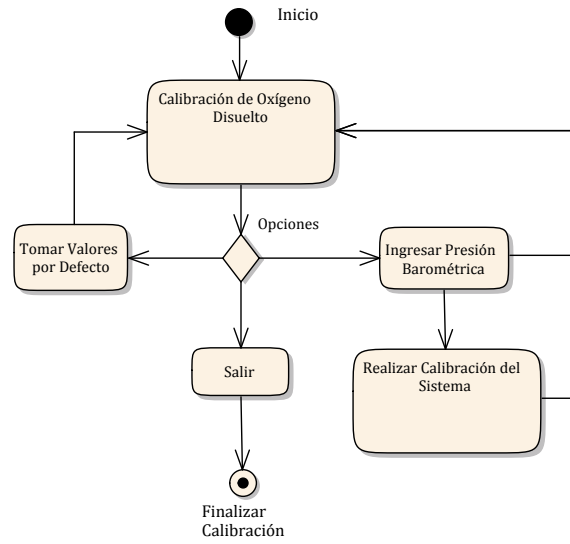 Inicio
Calibración de Oxígeno
Disuelto
Opciones
Tomar Valores
por Defecto
Ingresar Presión
Barométrica
Salir
Realizar Calibración del
Sistema
Finalizar
Calibración